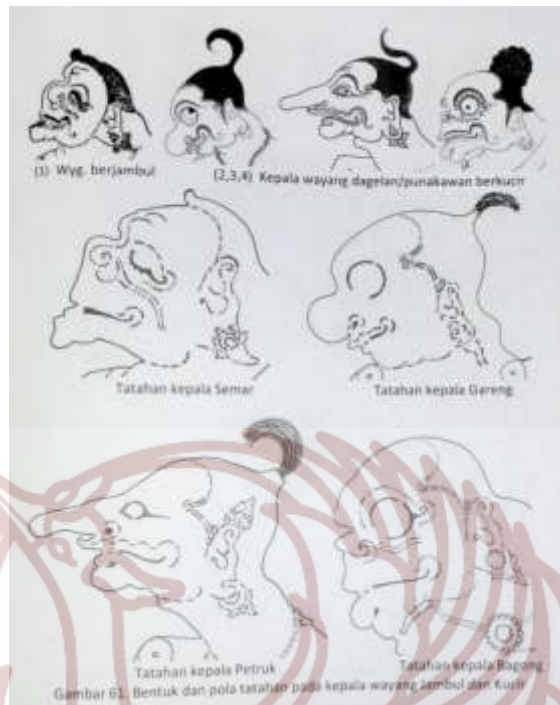 (1) Wyg. berjambul
(2,3,4) Kepala wayang dagelan/punakawan berkucir
Tatahan kepala Semar
Tatahan kepala Gareng
Tatahan kepala Petruk
Tatahan kepala Bagong
Gambar 61. Bentuk dan pola tatahan pada kepala wayang Jambul dan Kucir